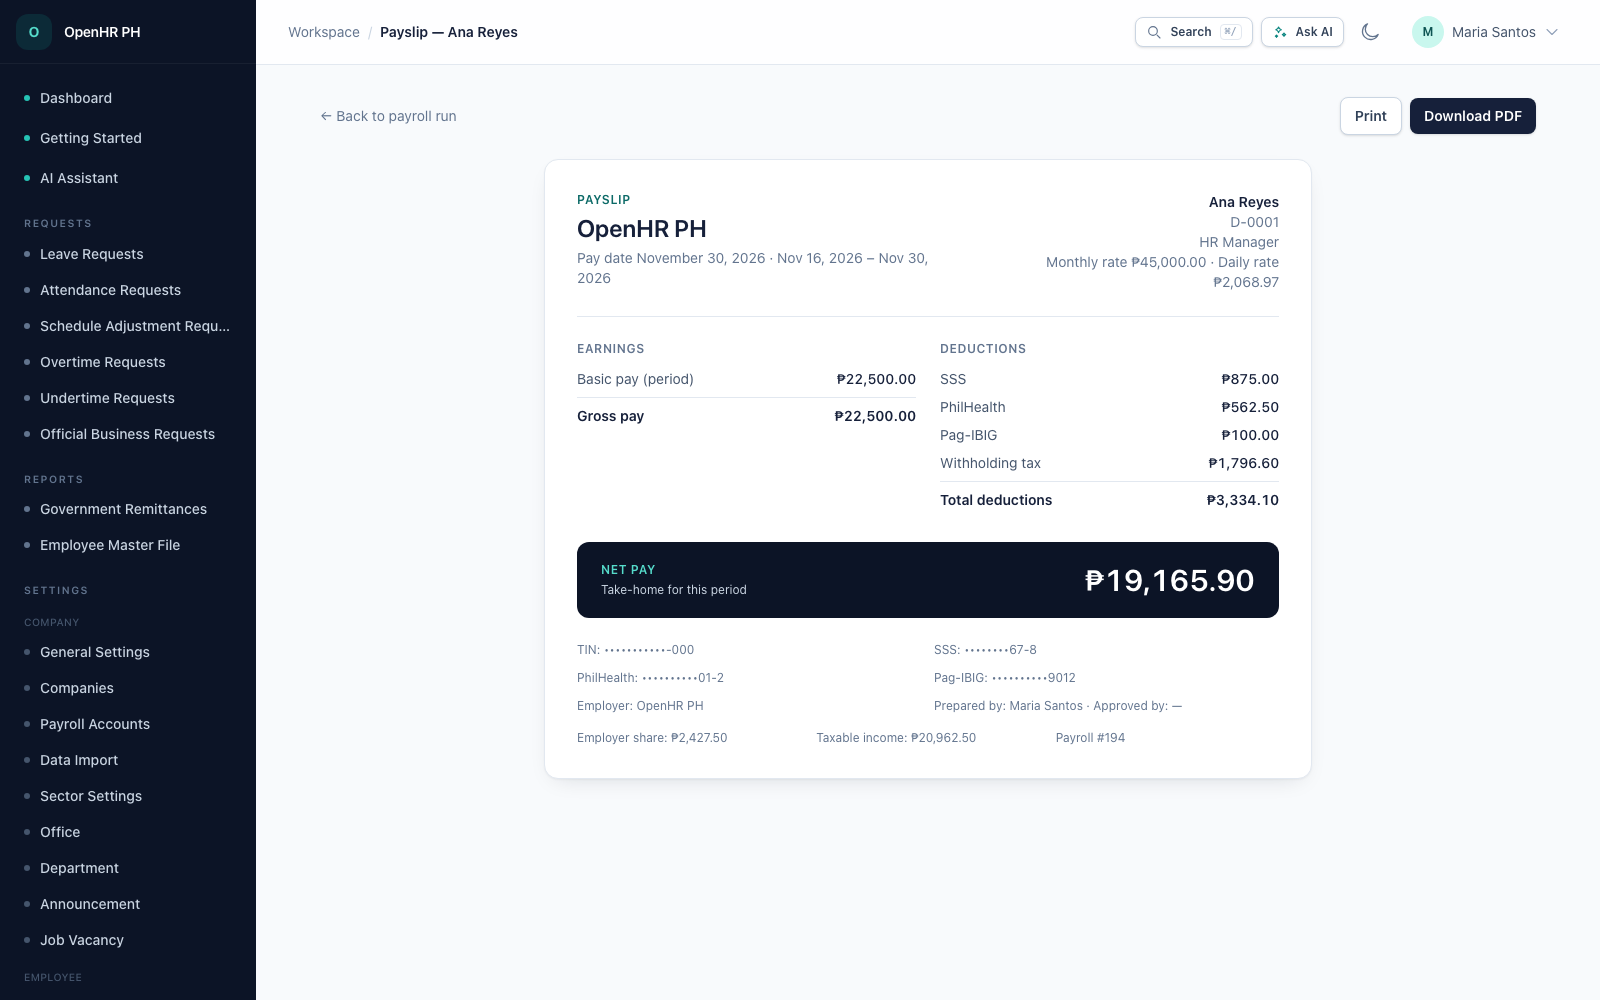 O
OpenHR PH
Dashboard
Getting Started
AI Assistant
REQUESTS
Leave Requests
Attendance Requests
Schedule Adjustment Requ...
Overtime Requests
Undertime Requests
Official Business Requests
REPORTS
Government Remittances
Employee Master File
SETTINGS
COMPANY
General Settings
Companies
Payroll Accounts
Data Import
Sector Settings
Office
Department
Announcement
Job Vacancy
EMPLOYEE
Workspace / Payslip — Ana Reyes
Search ⌘/
Ask AI
M Maria Santos
← Back to payroll run
Print
Download PDF
PAYSLIP
OpenHR PH
Pay date November 30, 2026 · Nov 16, 2026 – Nov 30,
2026
Ana Reyes
D-0001
HR Manager
Monthly rate ₱45,000.00 · Daily rate
₱2,068.97
EARNINGS
Basic pay (period) ₱22,500.00
Gross pay ₱22,500.00
DEDUCTIONS
SSS ₱875.00
PhilHealth ₱562.50
Pag-IBIG ₱100.00
Withholding tax ₱1,796.60
Total deductions ₱3,334.10
NET PAY
Take-home for this period
₱19,165.90
TIN: •••••••••••-000
SSS: ••••••••67-8
PhilHealth: ••••••••••01-2
Pag-IBIG: ••••••••••9012
Employer: OpenHR PH
Prepared by: Maria Santos · Approved by: —
Employer share: ₱2,427.50
Taxable income: ₱20,962.50
Payroll #194